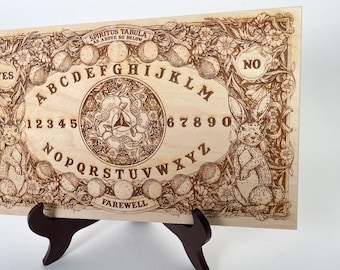 SPIRITUS TABULA
AS ABOVE SO BELOW
YES
NO
ABCDEFGHIJKLM
1234567890
NOPQRSTUVWXYZ
FAREWELL